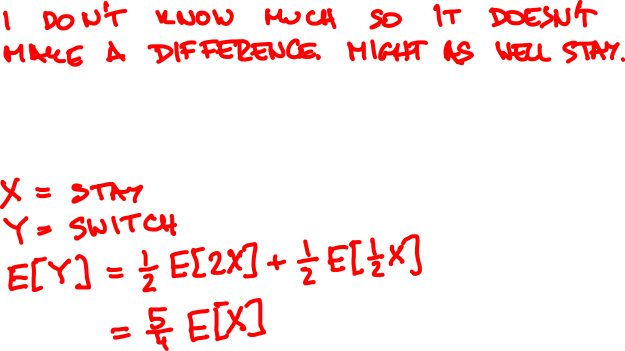 I DON'T KNOW MUCH SO IT DOESN'T
MAKE A DIFFERENCE. MIGHT AS WELL STAY.
X = STAY
Y = SWITCH
E[Y] = 1/2 E[2X] + 1/2 E[1/2 X]
= 5/4 E[X]